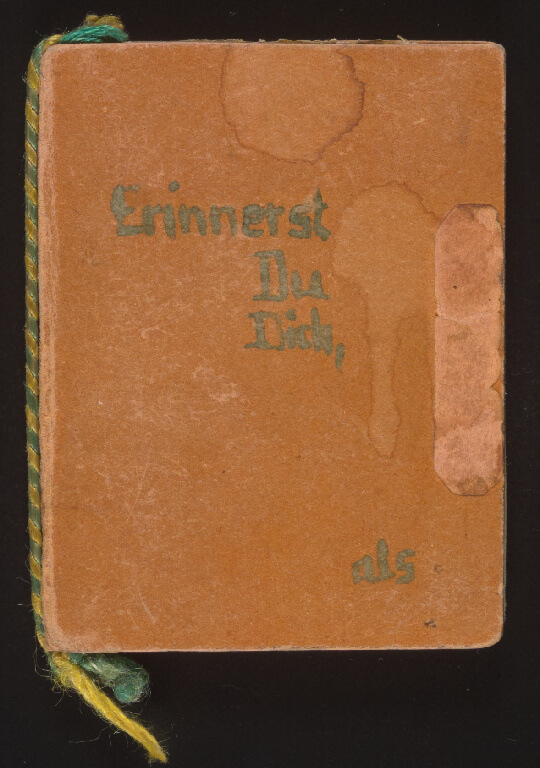 Erinnerst
Du
Dich,
als